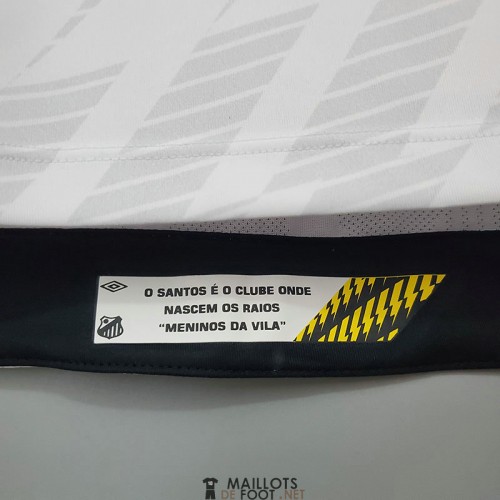 O SANTOS É O CLUBE ONDE
NASCEM OS RAIOS
“MENINOS DA VILA”
MAILLOTS
DE FOOT.NET